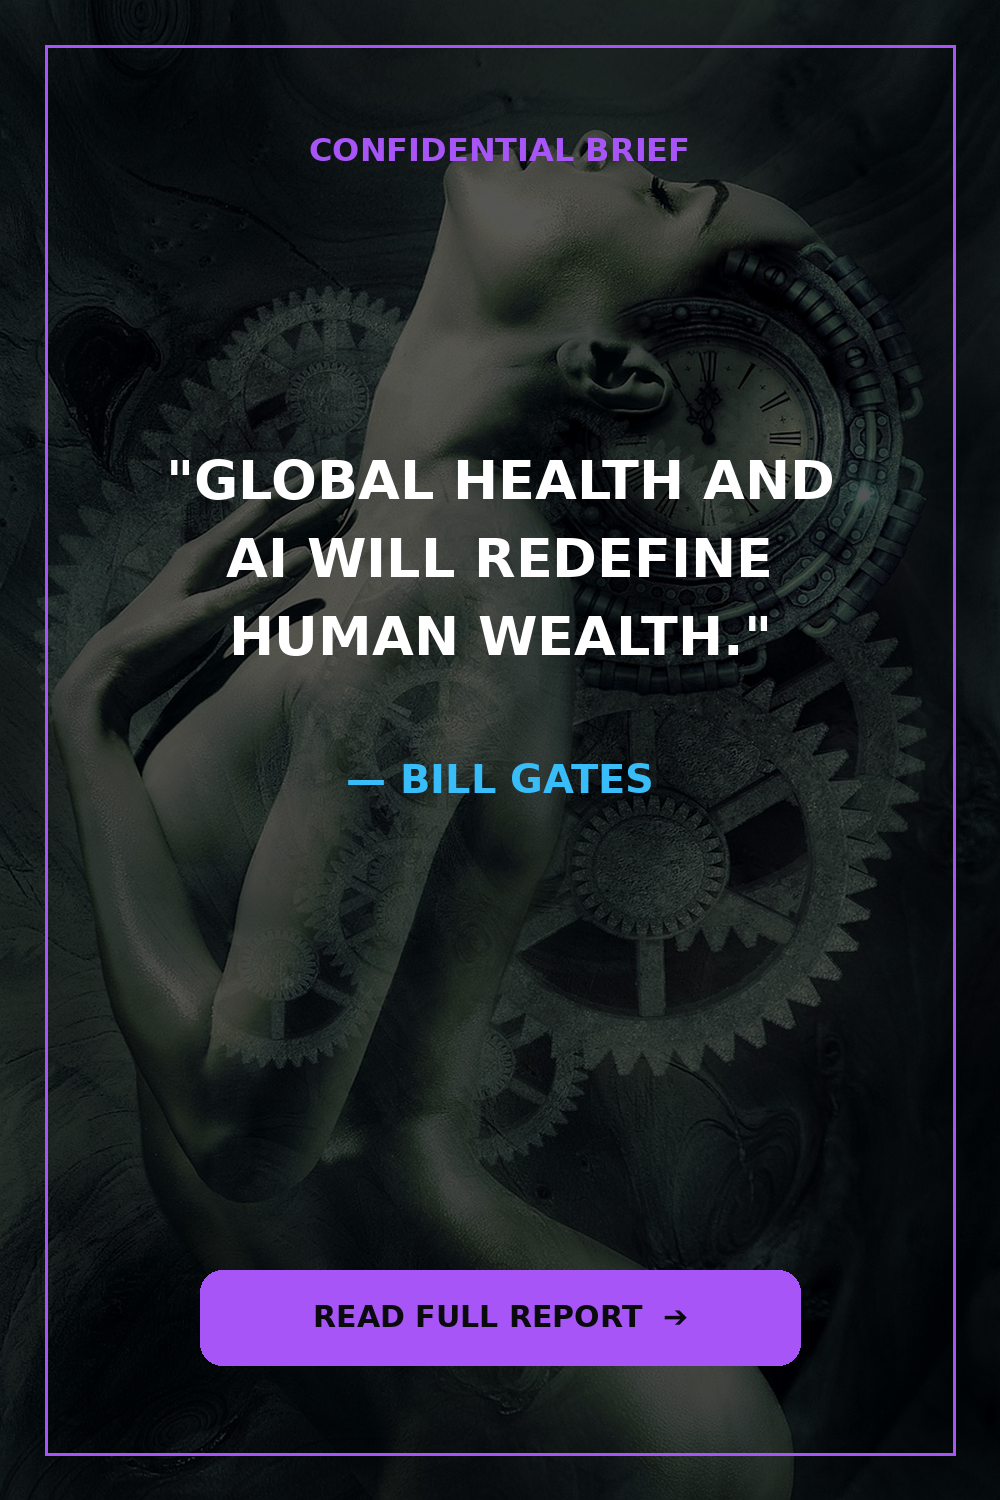 CONFIDENTIAL BRIEF
"GLOBAL HEALTH AND
AI WILL REDEFINE
HUMAN WEALTH."
— BILL GATES
READ FULL REPORT ➔